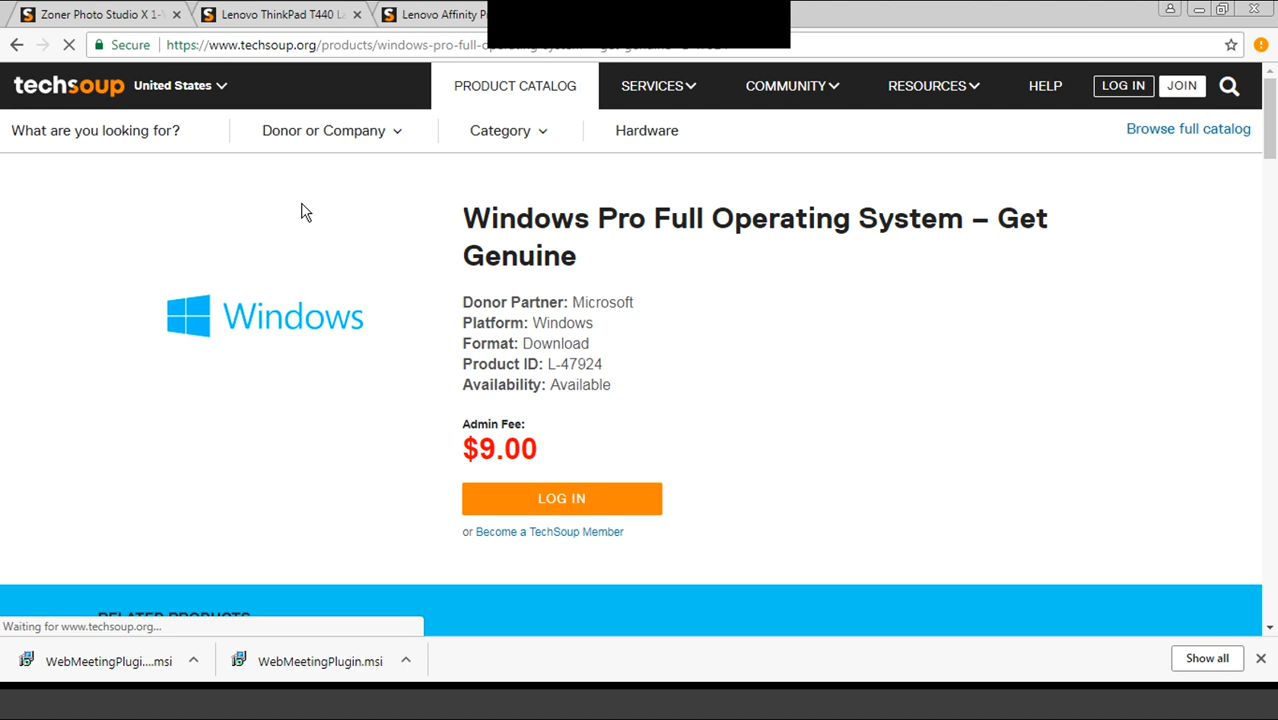 Zoner Photo Studio X 1-
Lenovo ThinkPad T440 L
Lenovo Affinity P
Secure
https://www.techsoup.org/products/windows-pro-full-
techsoup
United States
PRODUCT CATALOG
SERVICES
COMMUNITY
RESOURCES
HELP
LOG IN
JOIN
What are you looking for?
Donor or Company
Category
Hardware
Browse full catalog
Windows Pro Full Operating System – Get
Genuine
Windows
Donor Partner: Microsoft
Platform: Windows
Format: Download
Product ID: L-47924
Availability: Available
Admin Fee:
$9.00
LOG IN
or Become a TechSoup Member
RELATED PRODUCTS
Waiting for www.techsoup.org...
WebMeetingPlugi....msi
WebMeetingPlugin.msi
Show all